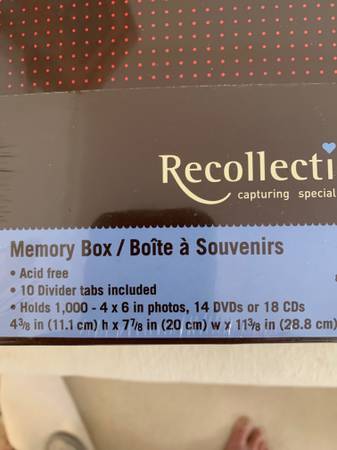 Recollecti
capturing special
Memory Box / Boîte à Souvenirs
• Acid free
• 10 Divider tabs included
• Holds 1,000 - 4 x 6 in photos, 14 DVDs or 18 CDs
4³⁄₈ in (11.1 cm) h x 7⁷⁄₈ in (20 cm) w x 11³⁄₈ in (28.8 cm)